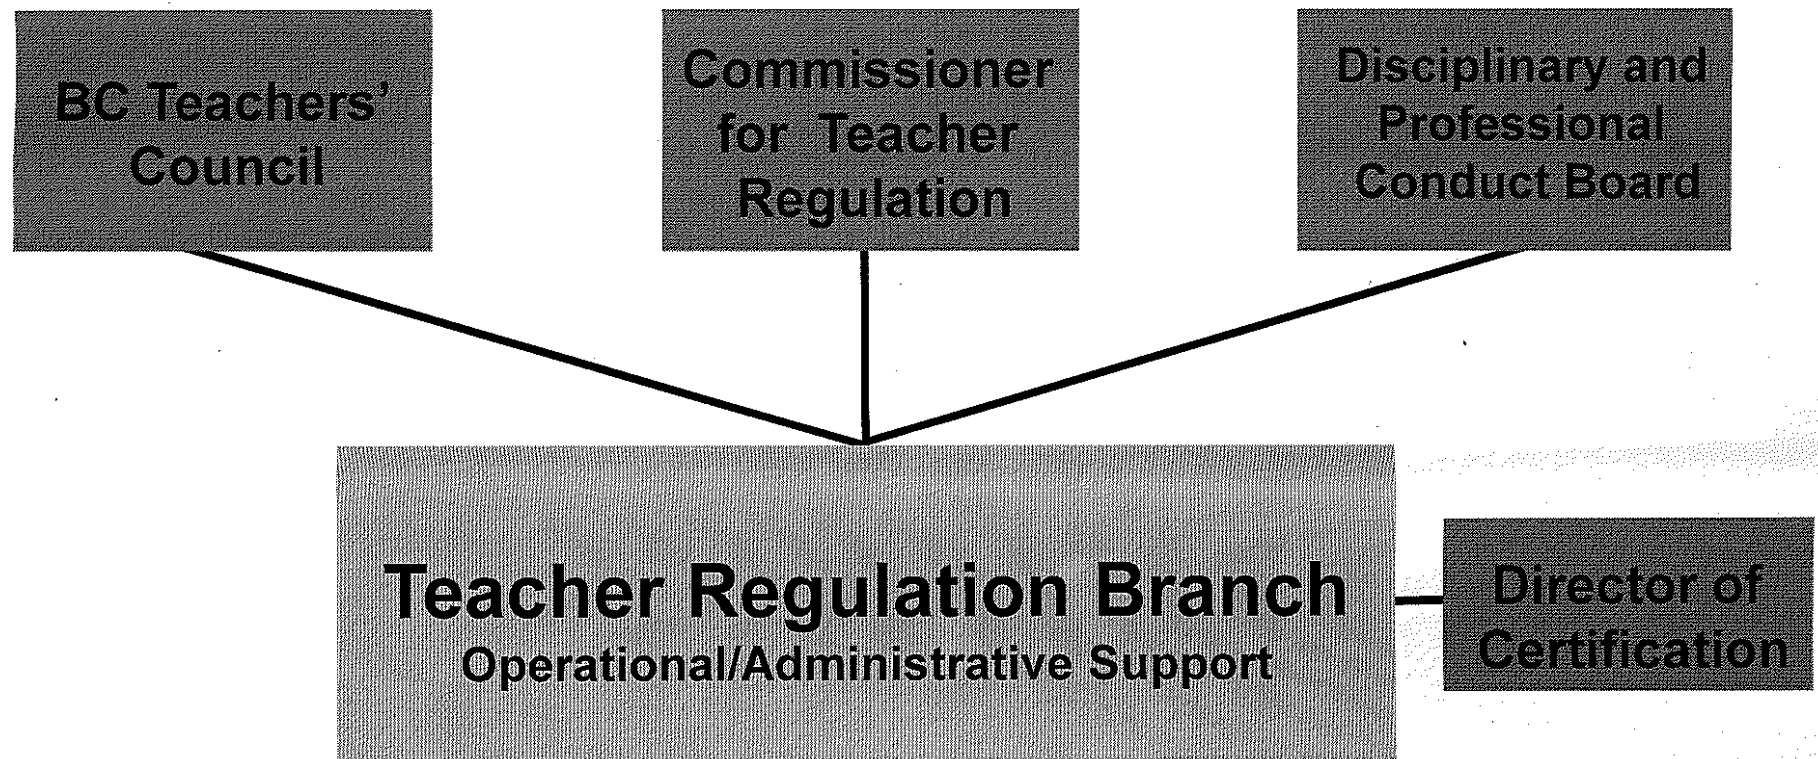 BC Teachers'
Council
Commissioner
for Teacher
Regulation
Disciplinary and
Professional
Conduct Board
Teacher Regulation Branch
Operational/Administrative Support
Director of
Certification